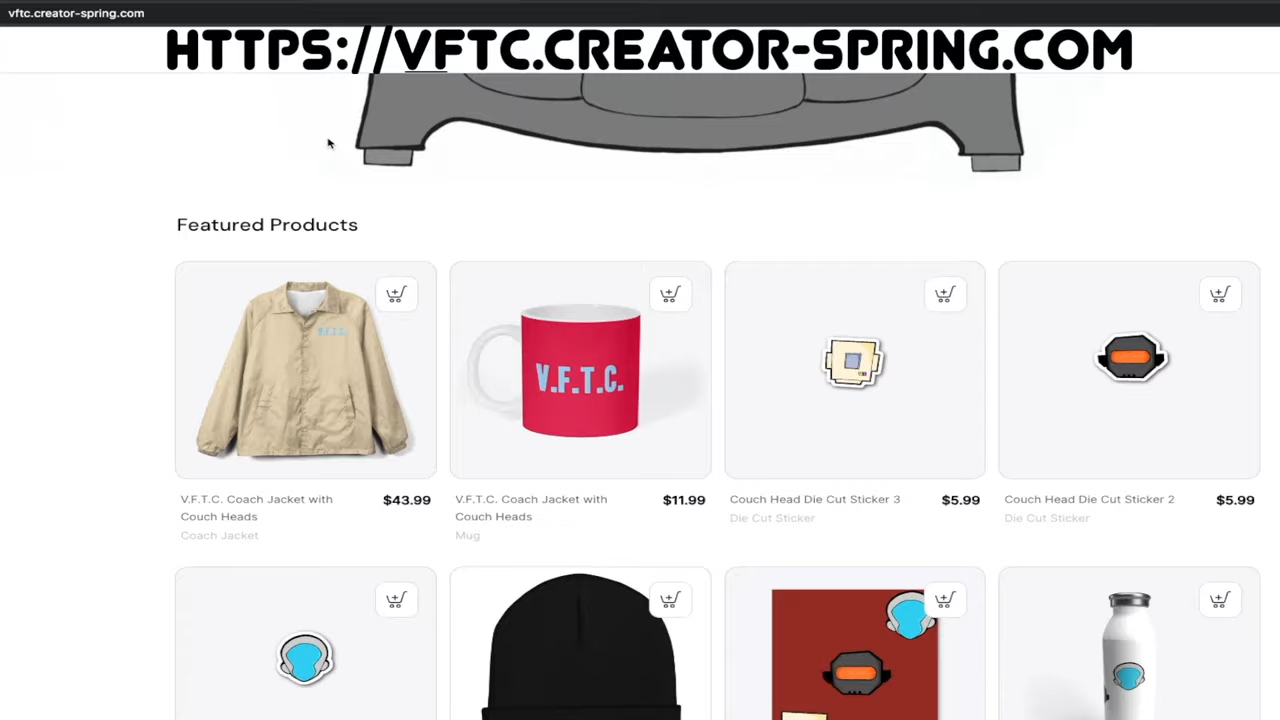 vftc.creator-spring.com
HTTPS://VFTC.CREATOR-SPRING.COM
Featured Products
V.F.T.C.
V.F.T.C.
V.F.T.C. Coach Jacket with
Couch Heads
$43.99
Coach Jacket
V.F.T.C. Coach Jacket with
Couch Heads
$11.99
Mug
Couch Head Die Cut Sticker 3
$5.99
Die Cut Sticker
Couch Head Die Cut Sticker 2
$5.99
Die Cut Sticker